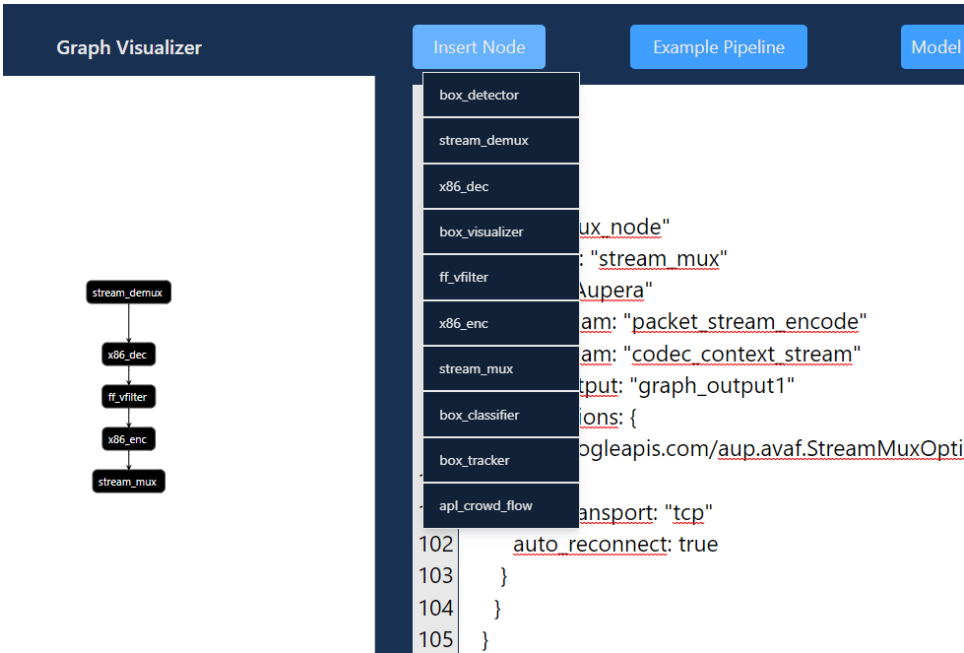 Graph Visualizer
Insert Node
Example Pipeline
Model
stream_demux
x86_dec
ff_vfilter
x86_enc
stream_mux
box_detector
stream_demux
x86_dec
box_visualizer
ff_vfilter
x86_enc
stream_mux
box_classifier
box_tracker
apl_crowd_flow
ux_node"
: "stream_mux"
Aupera"
am: "packet_stream_encode"
am: "codec_context_stream"
tput: "graph_output1"
ions: {
ogleapis.com/aup.avaf.StreamMuxOpti
ansport: "tcp"
102 auto_reconnect: true
103 }
104 }
105 }